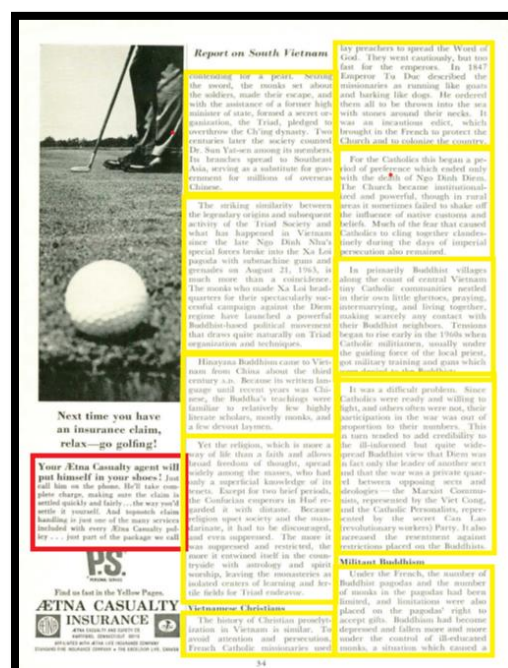 Report on South Vietnam
contending for a pearl. Seizing
the sword, the monks set about
the soldiers, made their escape, and
with the assistance of a former high
minister of state, formed a secret or-
ganization, the Triad, pledged to
overthrow the Ch'ing dynasty. Two
centuries later the society counted
Dr. Sun Yat-sen among its members.
Its branches spread to Southeast
Asia, serving as a substitute for gov-
ernment for millions of overseas
Chinese.
The striking similarity between
the legendary origins and subsequent
activity of the Triad Society and
what has happened in Vietnam
since the late Ngo Dinh Nhu's
special forces broke into the Xa Loi
pagoda with submachine guns and
grenades on August 21, 1963, is
much more than a coincidence.
The monks who made Xa Loi head-
quarters for their spectacularly suc-
cessful campaign against the Diem
regime have launched a powerful
Buddhist-based political movement
that draws quite naturally on Triad
organization and techniques.
Hinayana Buddhism came to Viet-
nam from China about the third
century A.D. Because its written lan-
guage until recent years was Chi-
nese, the Buddha's teachings were
familiar to relatively few highly
literate scholars, mostly monks, and
a few devout laymen.
Yet the religion, which is more a
way of life than a faith and allows
broad freedom of thought, spread
widely among the masses, who had
only a superficial knowledge of its
tenets. Except for two brief periods,
the Confucian emperors in Hué re-
garded it with distaste. Because
religion upset society and the man-
darinate, it had to be discouraged,
and even suppressed. The more it
was suppressed and restricted, the
more it entwined itself in the coun-
tryside with astrology and spirit
worship, leaving the monasteries as
isolated centers of learning and fer-
tile fields for Triad endeavor.
Vietnamese Christians
The history of Christian proselyt-
ization in Vietnam is similar. To
avoid attention and persecution,
French Catholic missionaries used
lay preachers to spread the Word of
God. They went cautiously, but too
fast for the emperors. In 1847
Emperor Tu Duc described the
missionaries as running like goats
and barking like dogs. He ordered
them all to be thrown into the sea
with stones around their necks. It
was an incautious edict, which
brought in the French to protect the
Church and to colonize the country.
For the Catholics this began a pe-
riod of preference which ended only
with the death of Ngo Dinh Diem.
The Church became institutional-
ized and powerful, though in rural
areas it sometimes failed to shake off
the influence of native customs and
beliefs. Much of the fear that caused
Catholics to cling together clandes-
tinely during the days of imperial
persecution also remained.
In primarily Buddhist villages
along the coast of central Vietnam
tiny Catholic communities nestled
in their own little ghettoes, praying,
intermarrying, and living together,
making scarcely any contact with
their Buddhist neighbors. Tensions
began to rise early in the 1960s when
Catholic militiamen, usually under
the guiding force of the local priest,
got military training and guns which
were denied to the Buddhists.
It was a difficult problem. Since
Catholics were ready and willing to
fight, and others often were not, their
participation in the war was out of
proportion to their numbers. This
in turn tended to add credibility to
the ill-informed but quite wide-
spread Buddhist view that Diem was
in fact only the leader of another sect
and that the war was a private quar-
rel between opposing sects and
ideologies—the Marxist Commu-
nists, represented by the Viet Cong,
and the Catholic Personalists, repre-
sented by the secret Can Lao
(revolutionary workers) Party. It also
increased the resentment against
restrictions placed on the Buddhists.
Militant Buddhism
Under the French, the number of
Buddhist pagodas and the number
of monks in the pagodas had been
limited, and limitations were also
placed on the pagodas' right to
accept gifts. Buddhism had become
depressed and fallen more and more
under the control of ill-educated
monks, a situation which caused a
Next time you have
an insurance claim,
relax—go golfing!
Your Ætna Casualty agent will
put himself in your shoes! Just
call him on the phone. He'll take com-
plete charge, making sure the claim is
settled quickly and fairly . . . the way you'd
settle it yourself. And topnotch claim
handling is just one of the many services
included with every Ætna Casualty pol-
icy . . . just part of the package we call
P.S.
PERSONAL SERVICE
Find us fast in the Yellow Pages.
ÆTNA CASUALTY
INSURANCE
ÆTNA CASUALTY AND SURETY CO.
HARTFORD, CONNECTICUT 06115
AFFILIATED WITH ÆTNA LIFE INSURANCE COMPANY
STANDARD FIRE INSURANCE COMPANY • THE EXCELSIOR LIFE, CANADA
34